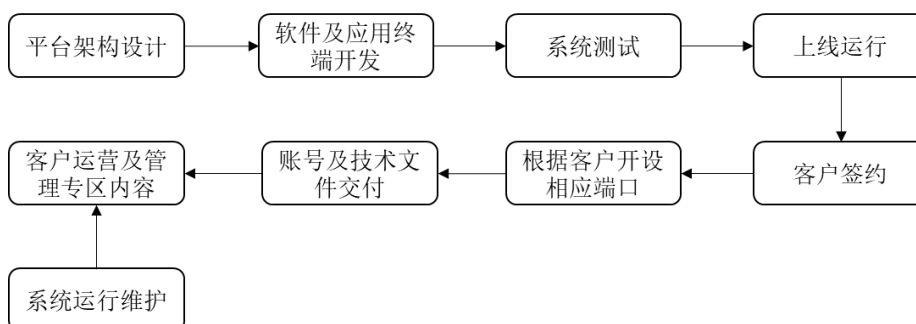 平台架构设计
软件及应用终
端开发
系统测试
上线运行
客户运营及管
理专区内容
账号及技术文
件交付
根据客户开设
相应端口
客户签约
系统运行维护